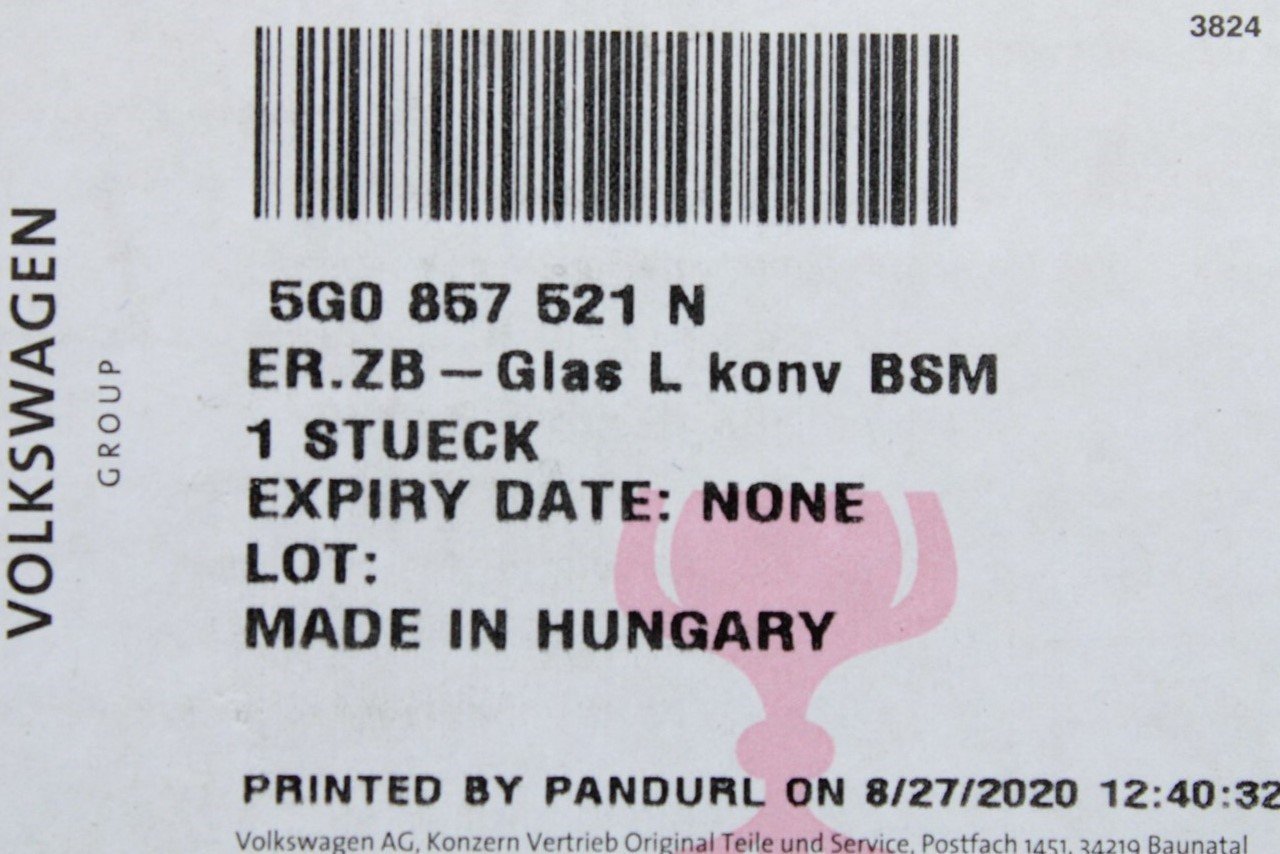 3824
VOLKSWAGEN
GROUP
5G0 857 521 N
ER.ZB – Glas L konv BSM
1 STUECK
EXPIRY DATE: NONE
LOT:
MADE IN HUNGARY
PRINTED BY PANDURL ON 8/27/2020 12:40:32
Volkswagen AG, Konzern Vertrieb Original Teile und Service, Postfach 1451, 34219 Baunatal